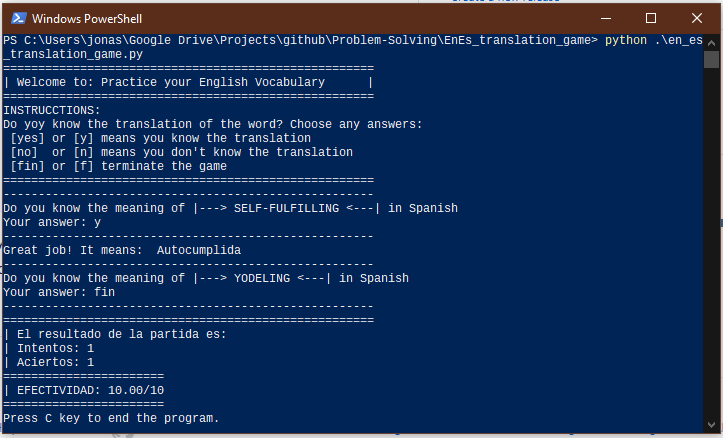 Create a new release
Windows PowerShell
PS C:\Users\jonas\Google Drive\Projects\github\Problem-Solving\EnEs_translation_game> python .\en_es
_translation_game.py
=====================================================
| Welcome to: Practice your English Vocabulary      |
=====================================================
INSTRUCCTIONS:
Do yoy know the translation of the word? Choose any answers:
 [yes] or [y] means you know the translation
 [no]  or [n] means you don't know the translation
 [fin] or [f] terminate the game
=====================================================
-----------------------------------------------------
Do you know the meaning of |---> SELF-FULFILLING <---| in Spanish
Your answer: y
-----------------------------------------------------
Great job! It means:  Autocumplida
-----------------------------------------------------
Do you know the meaning of |---> YODELING <---| in Spanish
Your answer: fin
-----------------------------------------------------
=====================================================
| El resultado de la partida es:
| Intentos: 1
| Aciertos: 1
=======================
| EFECTIVIDAD: 10.00/10
=======================
Press C key to end the program.